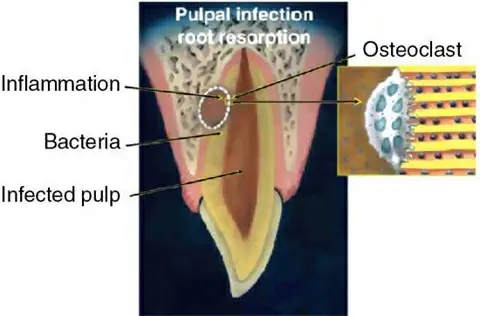 Pulpal infection
root resorption
Osteoclast
Inflammation
Bacteria
Infected pulp